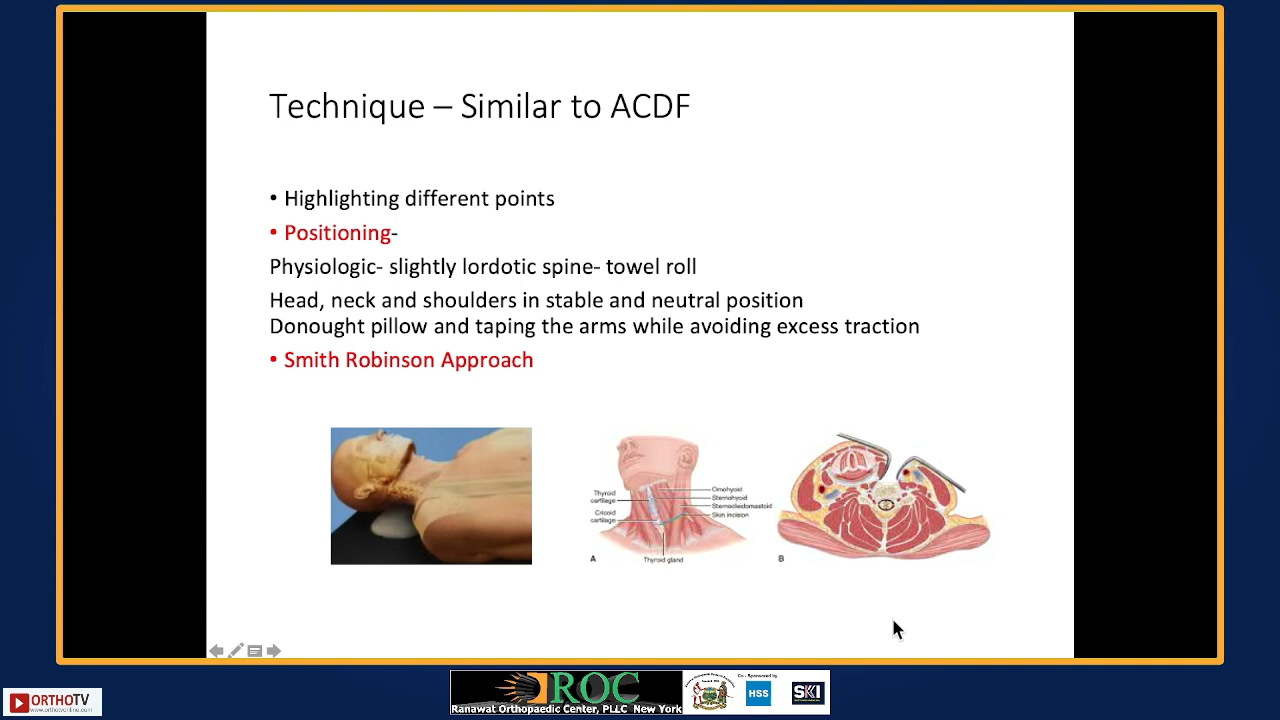 Technique – Similar to ACDF
• Highlighting different points
• Positioning-
Physiologic- slightly lordotic spine- towel roll
Head, neck and shoulders in stable and neutral position
Donought pillow and taping the arms while avoiding excess traction
• Smith Robinson Approach
Thyroid
cartilage
Cricoid
cartilage
Omohyoid
Sternohyoid
Sternocleidomastoid
Skin incision
A
Thyroid gland
B
ORTHOTV
www.orthotvonline.com
ROC
Ranawat Orthopaedic Center, PLLC New York
Co - Sponsored by
HSS
SKI